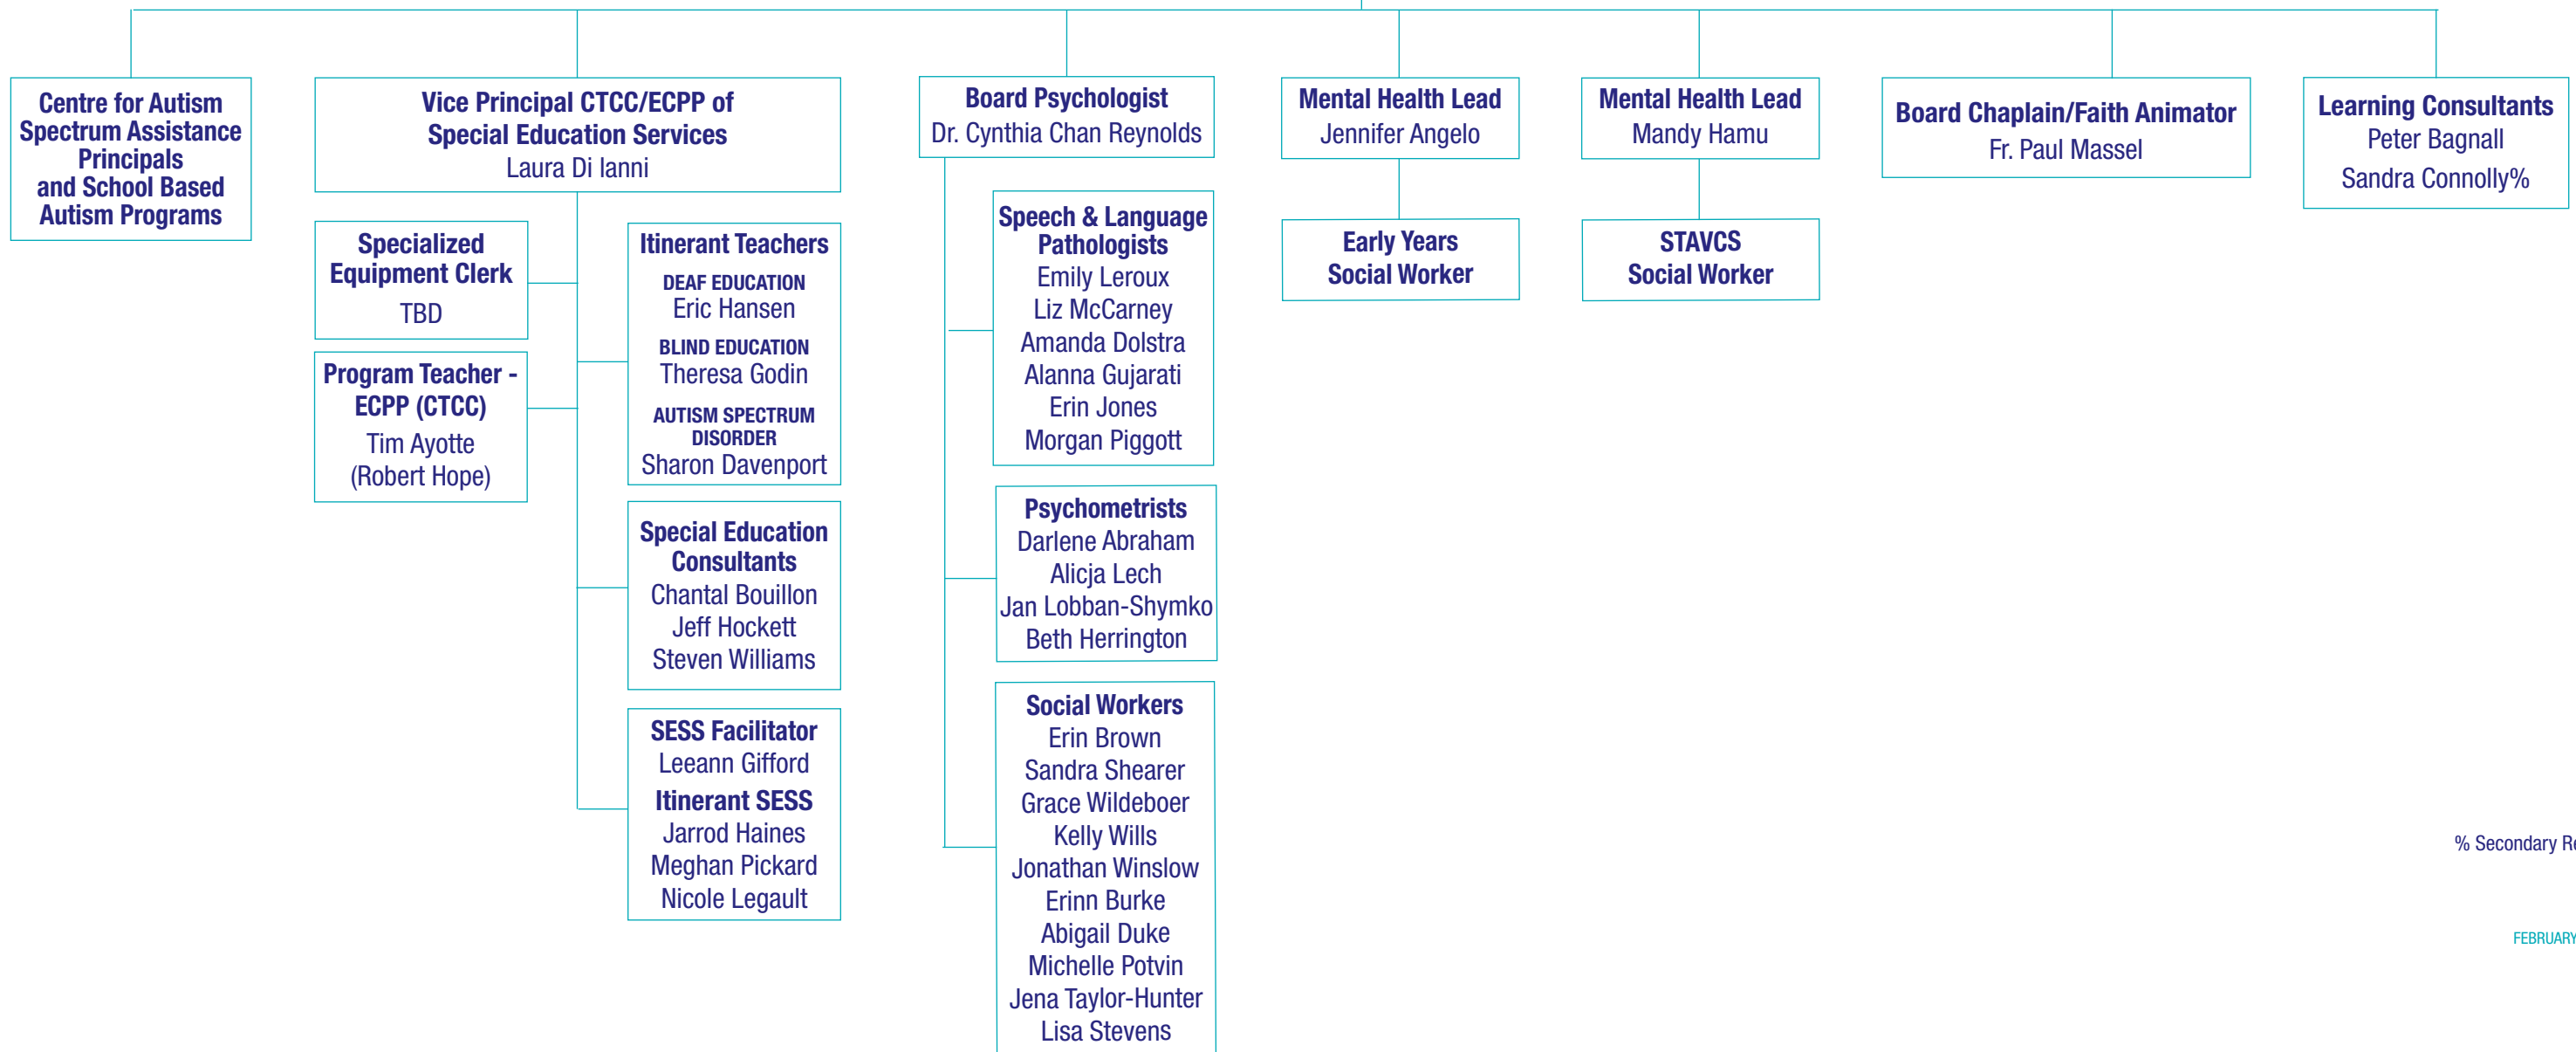 Centre for Autism
Spectrum Assistance
Principals
and School Based
Autism Programs
Vice Principal CTCC/ECPP of
Special Education Services
Laura Di Ianni
Specialized
Equipment Clerk
TBD
Program Teacher -
ECPP (CTCC)
Tim Ayotte
(Robert Hope)
Itinerant Teachers
DEAF EDUCATION
Eric Hansen
BLIND EDUCATION
Theresa Godin
AUTISM SPECTRUM
DISORDER
Sharon Davenport
Special Education
Consultants
Chantal Bouillon
Jeff Hockett
Steven Williams
SESS Facilitator
Leeann Gifford
Itinerant SESS
Jarrod Haines
Meghan Pickard
Nicole Legault
Board Psychologist
Dr. Cynthia Chan Reynolds
Speech & Language
Pathologists
Emily Leroux
Liz McCarney
Amanda Dolstra
Alanna Gujarati
Erin Jones
Morgan Piggott
Psychometrists
Darlene Abraham
Alicja Lech
Jan Lobban-Shymko
Beth Herrington
Social Workers
Erin Brown
Sandra Shearer
Grace Wildeboer
Kelly Wills
Jonathan Winslow
Erinn Burke
Abigail Duke
Michelle Potvin
Jena Taylor-Hunter
Lisa Stevens
Mental Health Lead
Jennifer Angelo
Early Years
Social Worker
Mental Health Lead
Mandy Hamu
STAVCS
Social Worker
Board Chaplain/Faith Animator
Fr. Paul Massel
Learning Consultants
Peter Bagnall
Sandra Connolly%
% Secondary
FEBRUARY